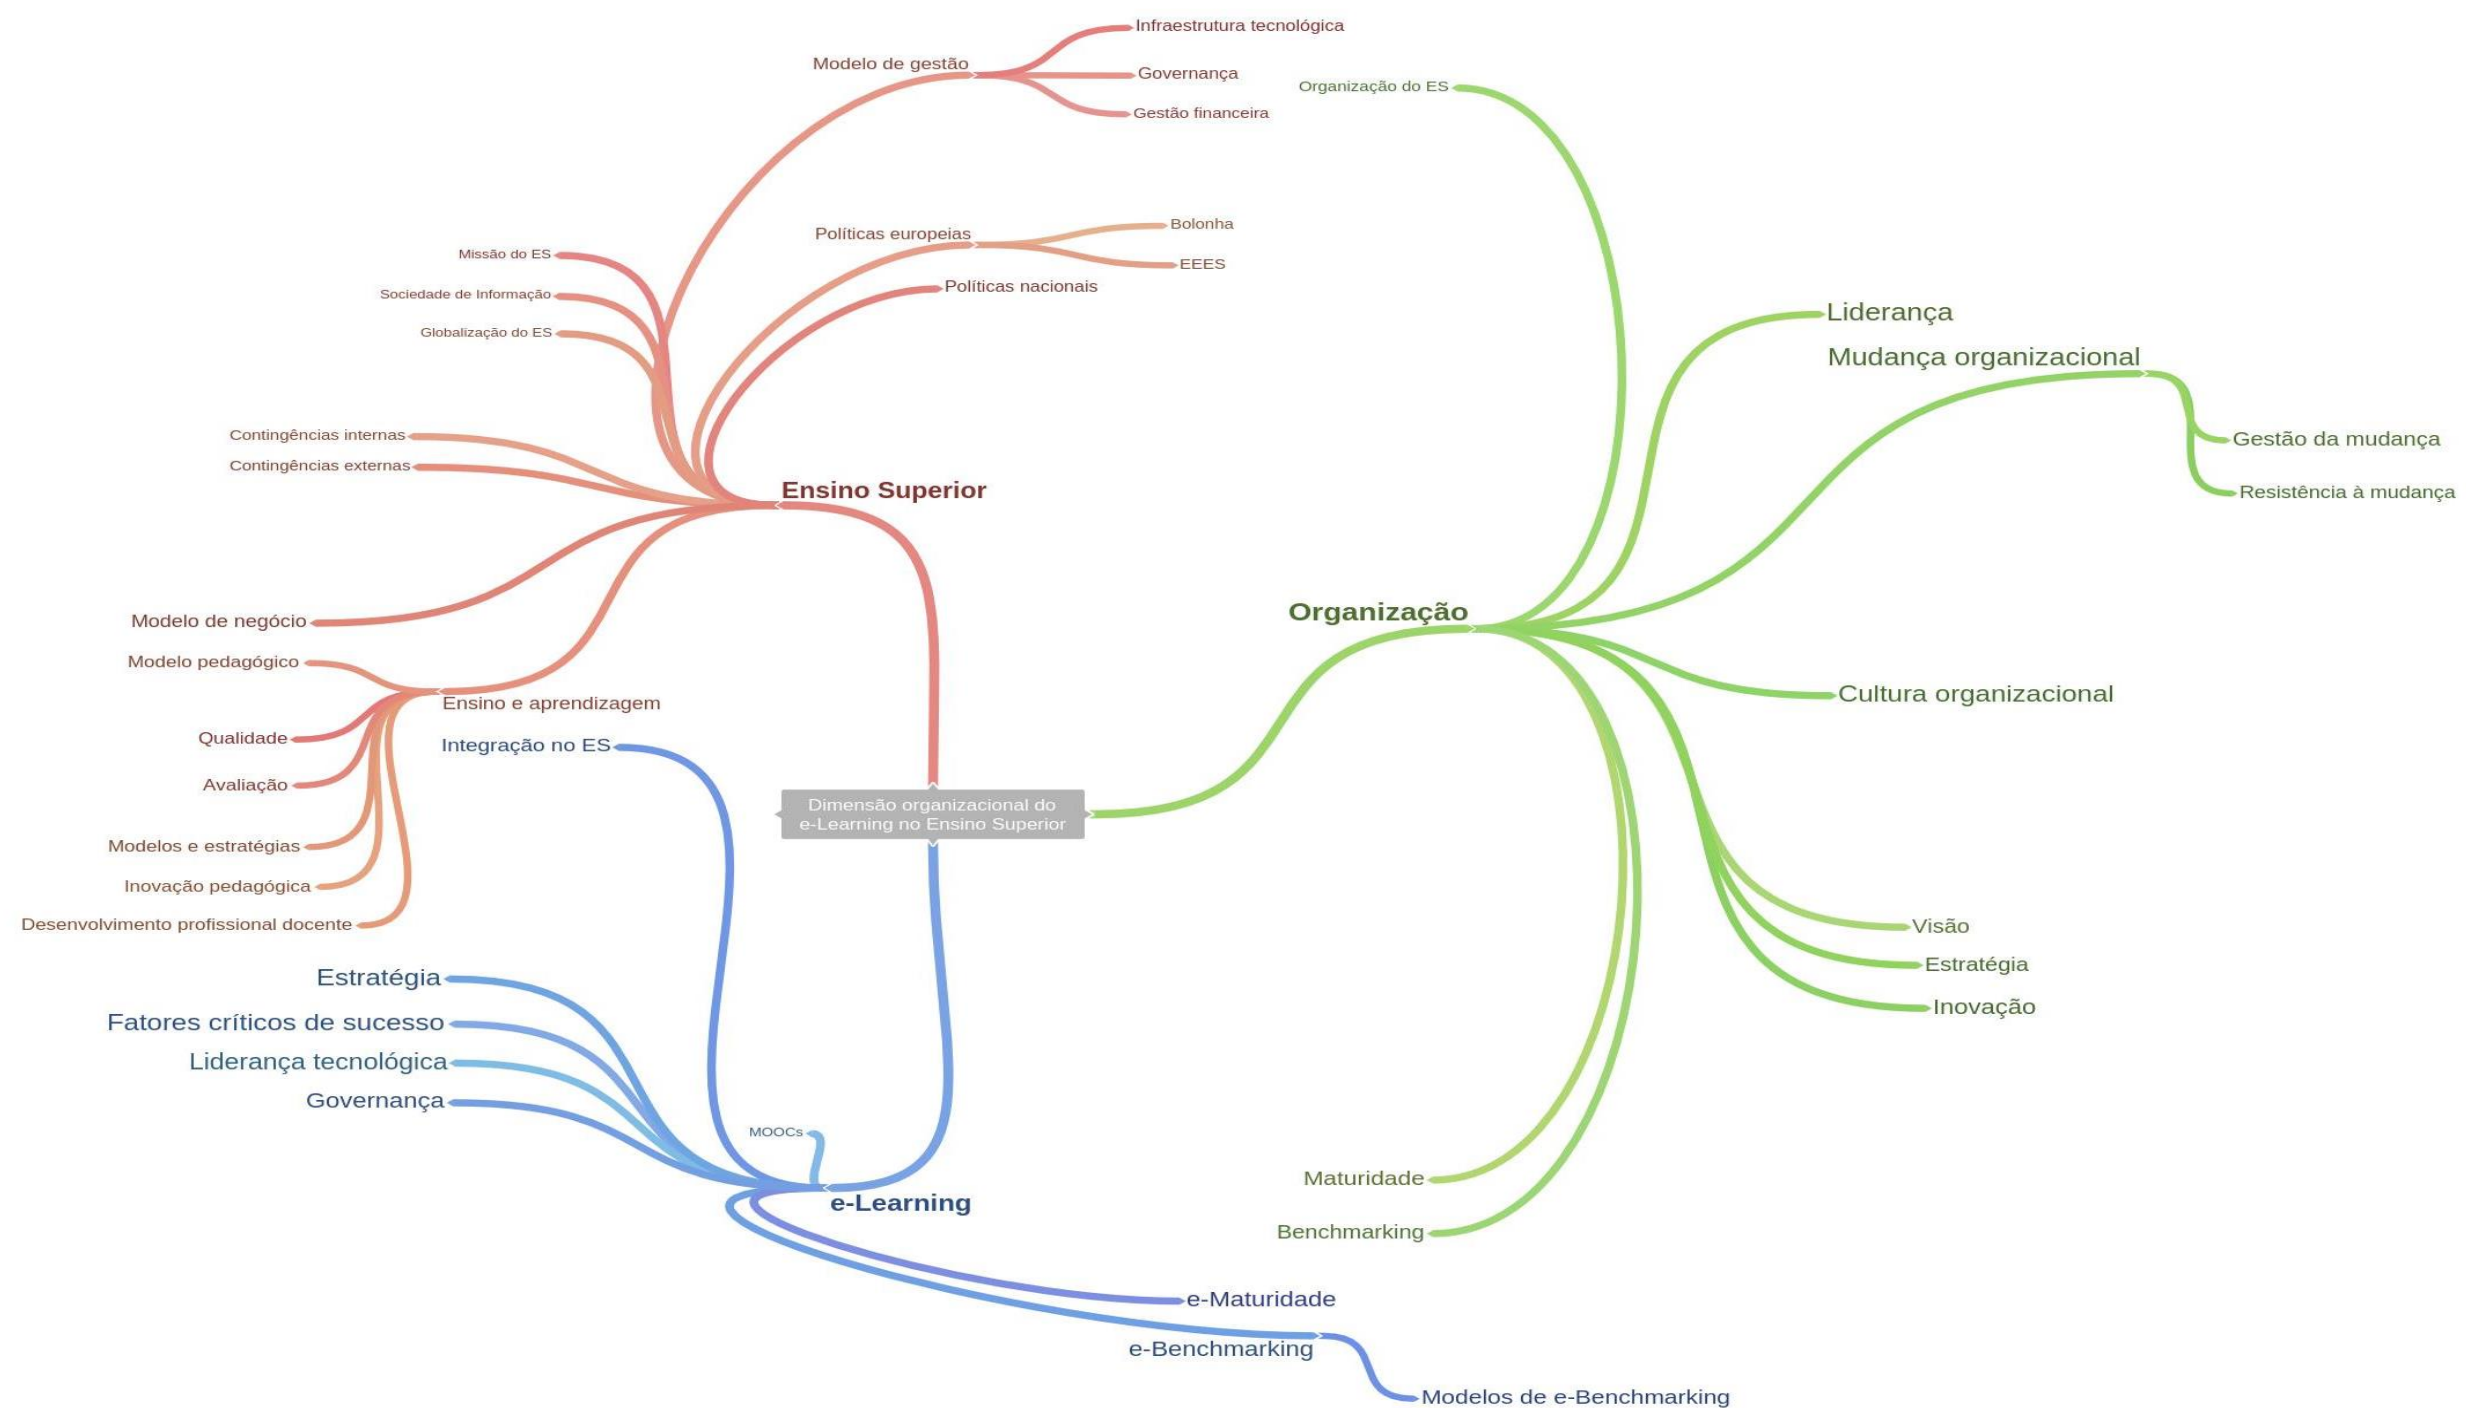 Infraestrutura tecnológica
Modelo de gestão
Governança
Organização do ES
Gestão financeira
Bolonha
Políticas europeias
EEES
Políticas nacionais
Missão do ES
Sociedade de Informação
Globalização do ES
Contingências internas
Contingências externas
Ensino Superior
Modelo de negócio
Modelo pedagógico
Ensino e aprendizagem
Qualidade
Integração no ES
Avaliação
Modelos e estratégias
Inovação pedagógica
Desenvolvimento profissional docente
Dimensão organizacional do
e-Learning no Ensino Superior
Organização
Liderança
Mudança organizacional
Gestão da mudança
Resistência à mudança
Cultura organizacional
Visão
Estratégia
Inovação
Maturidade
Benchmarking
Estratégia
Fatores críticos de sucesso
Liderança tecnológica
Governança
MOOCs
e-Learning
e-Maturidade
e-Benchmarking
Modelos de e-Benchmarking